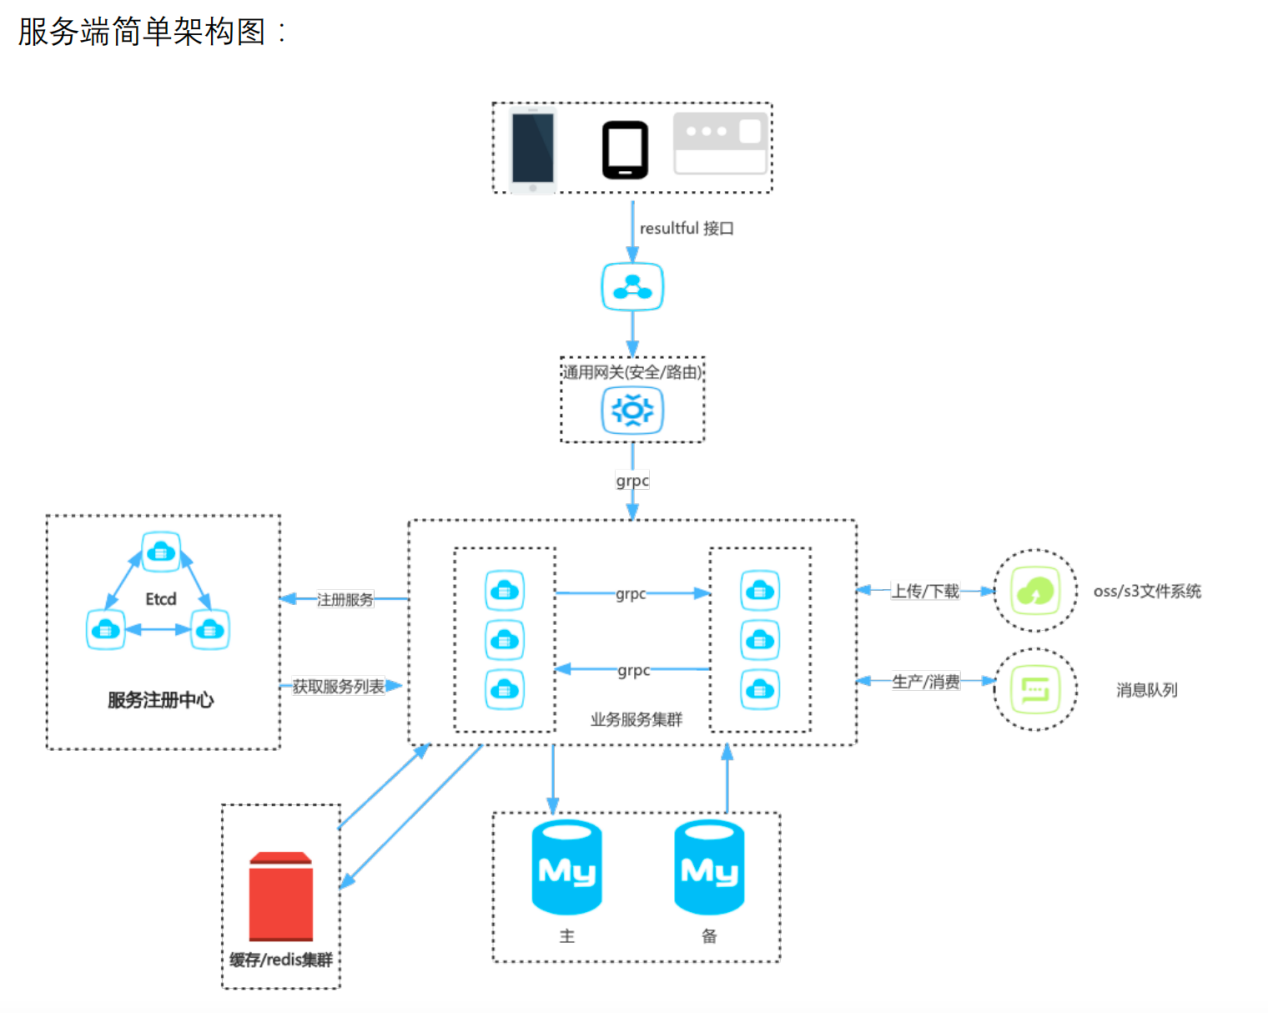 服务端简单架构图：
resultful 接口
通用网关(安全/路由)
grpc
Etcd
服务注册中心
注册服务
获取服务列表
grpc
grpc
业务服务集群
上传/下载
oss/s3文件系统
生产/消费
消息队列
缓存/redis集群
My
主
My
备